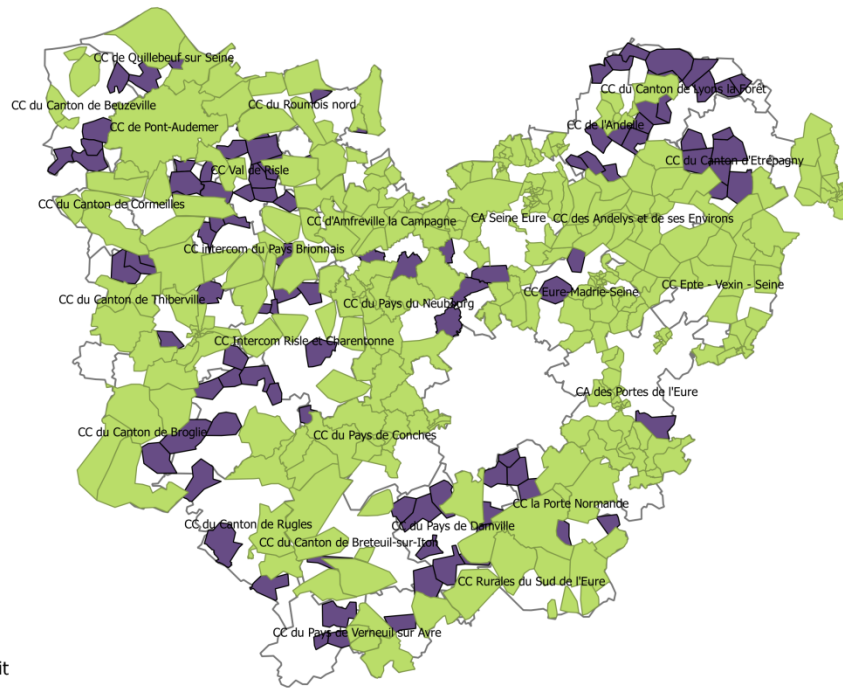 CC de Quillebeuf sur Seine
CC du Canton de Lyons la Forêt
CC du Canton de Beuzeville
CC du Roumois nord
CC de Pont-Audemer
CC de l'Andelle
CC du Canton d'Etrepagny
CC Val de Risle
CC du Canton de Cormeilles
CC d'Amfreville la Campagne
CA Seine Eure
CC des Andelys et de ses Environs
CC intercom du Pays Brionnais
CC du Canton de Thiberville
CC du Pays du Neubourg
CC Eure-Madrie-Seine
CC Epte - Vexin - Seine
CC Intercom Risle et Charentonne
CA des Portes de l'Eure
CC du Canton de Broglie
CC du Pays de Conches
CC la Porte Normande
CC du Canton de Rugles
CC du Pays de Damville
CC du Canton de Breteuil-sur-Iton
CC Rurales du Sud de l'Eure
CC du Pays de Verneuil sur Avre
it